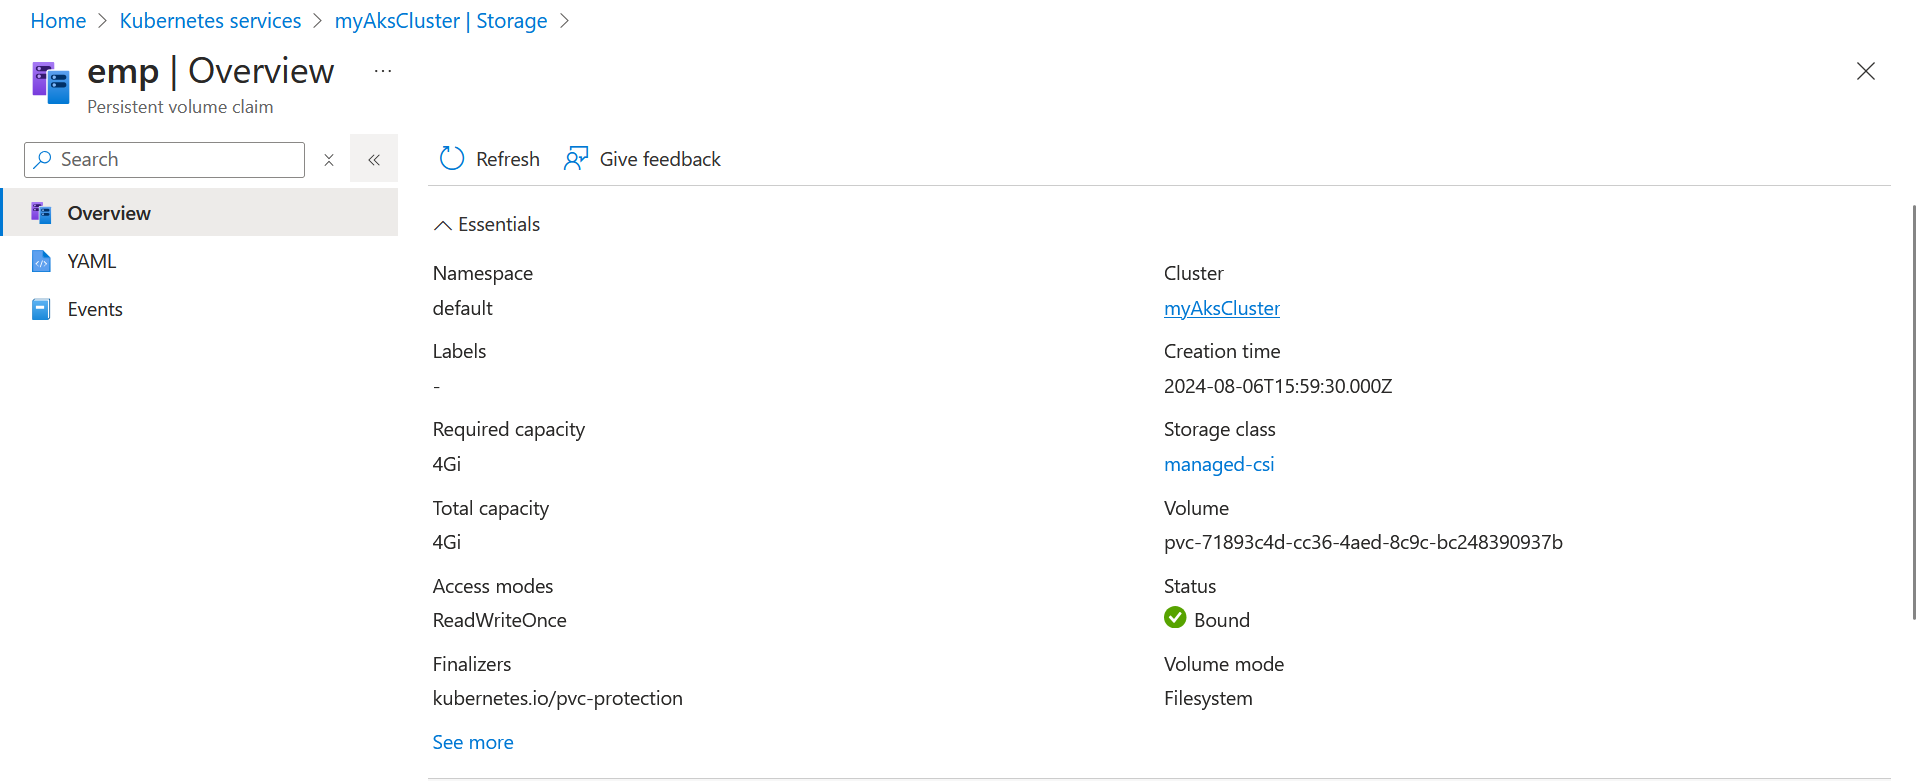 Home > Kubernetes services > myAksCluster | Storage >
emp | Overview ...
Persistent volume claim
Search
Refresh
Give feedback
Overview
YAML
Events
Essentials
Namespace
default
Labels
-
Required capacity
4Gi
Total capacity
4Gi
Access modes
ReadWriteOnce
Finalizers
kubernetes.io/pvc-protection
See more
Cluster
myAksCluster
Creation time
2024-08-06T15:59:30.000Z
Storage class
managed-csi
Volume
pvc-71893c4d-cc36-4aed-8c9c-bc248390937b
Status
Bound
Volume mode
Filesystem